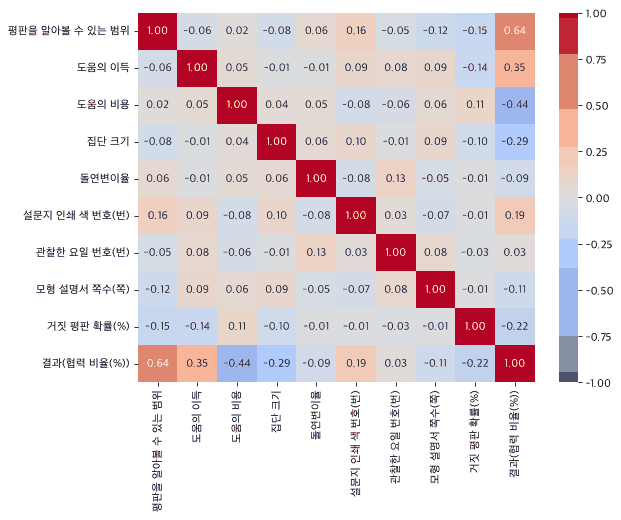 평판을 알아볼 수 있는 범위 1.00 -0.06 0.02 -0.08 0.06 0.16 -0.05 -0.12 -0.15 0.64
도움의 이득 -0.06 1.00 0.05 -0.01 -0.01 0.09 0.08 0.09 -0.14 0.35
도움의 비용 0.02 0.05 1.00 0.04 0.05 -0.08 -0.06 0.06 0.11 -0.44
집단 크기 -0.08 -0.01 0.04 1.00 0.06 0.10 -0.01 0.09 -0.10 -0.29
돌연변이율 0.06 -0.01 0.05 0.06 1.00 -0.08 0.13 -0.05 -0.01 -0.09
설문지 인쇄 색 번호(번) 0.16 0.09 -0.08 0.10 -0.08 1.00 0.03 -0.07 -0.01 0.19
관찰한 요일 번호(번) -0.05 0.08 -0.06 -0.01 0.13 0.03 1.00 0.08 -0.03 0.03
모형 설명서 쪽수(쪽) -0.12 0.09 0.06 0.09 -0.05 -0.07 0.08 1.00 -0.01 -0.11
거짓 평판 확률(%) -0.15 -0.14 0.11 -0.10 -0.01 -0.01 -0.03 -0.01 1.00 -0.22
결과(협력 비율(%)) 0.64 0.35 -0.44 -0.29 -0.09 0.19 0.03 -0.11 -0.22 1.00
평판을 알아볼 수 있는 범위
도움의 이득
도움의 비용
집단 크기
돌연변이율
설문지 인쇄 색 번호(번)
관찰한 요일 번호(번)
모형 설명서 쪽수(쪽)
거짓 평판 확률(%)
결과(협력 비율(%))
1.00
0.75
0.50
0.25
0.00
-0.25
-0.50
-0.75
-1.00